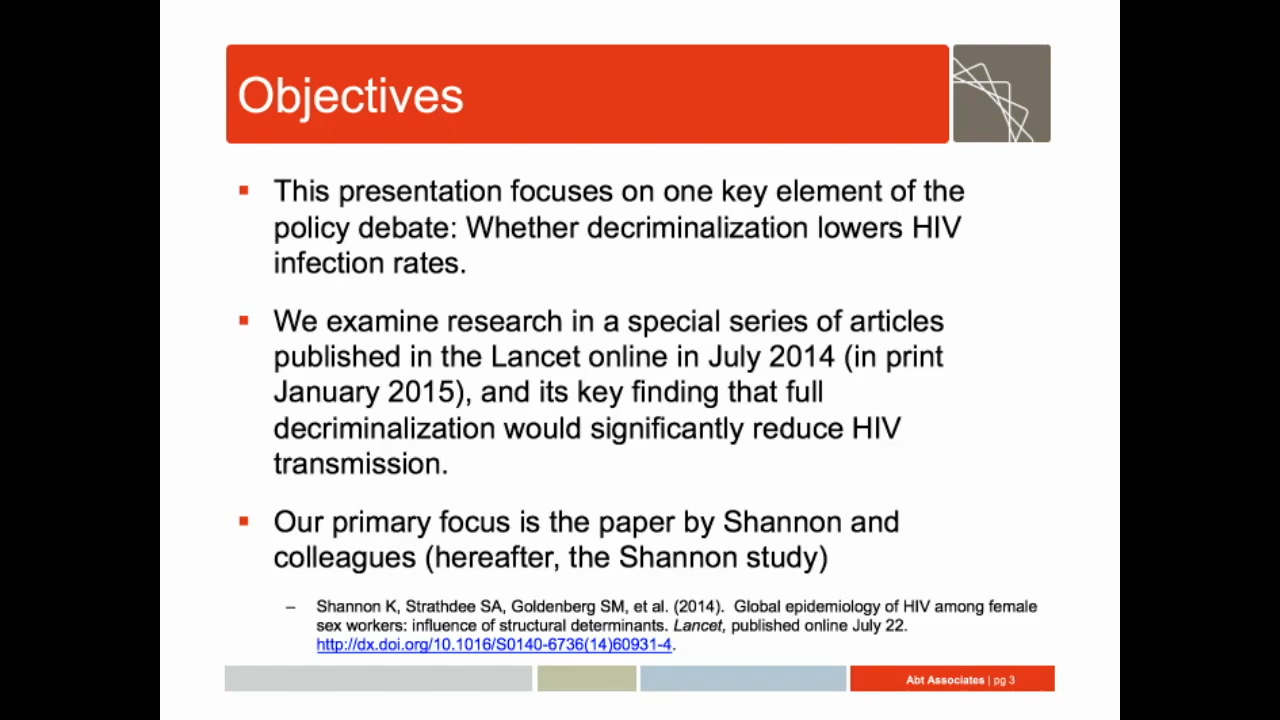 Objectives
This presentation focuses on one key element of the
policy debate: Whether decriminalization lowers HIV
infection rates.
We examine research in a special series of articles
published in the Lancet online in July 2014 (in print
January 2015), and its key finding that full
decriminalization would significantly reduce HIV
transmission.
Our primary focus is the paper by Shannon and
colleagues (hereafter, the Shannon study)
– Shannon K, Strathdee SA, Goldenberg SM, et al. (2014). Global epidemiology of HIV among female
sex workers: influence of structural determinants. Lancet, published online July 22.
http://dx.doi.org/10.1016/S0140-6736(14)60931-4.
Abt Associates | pg 3